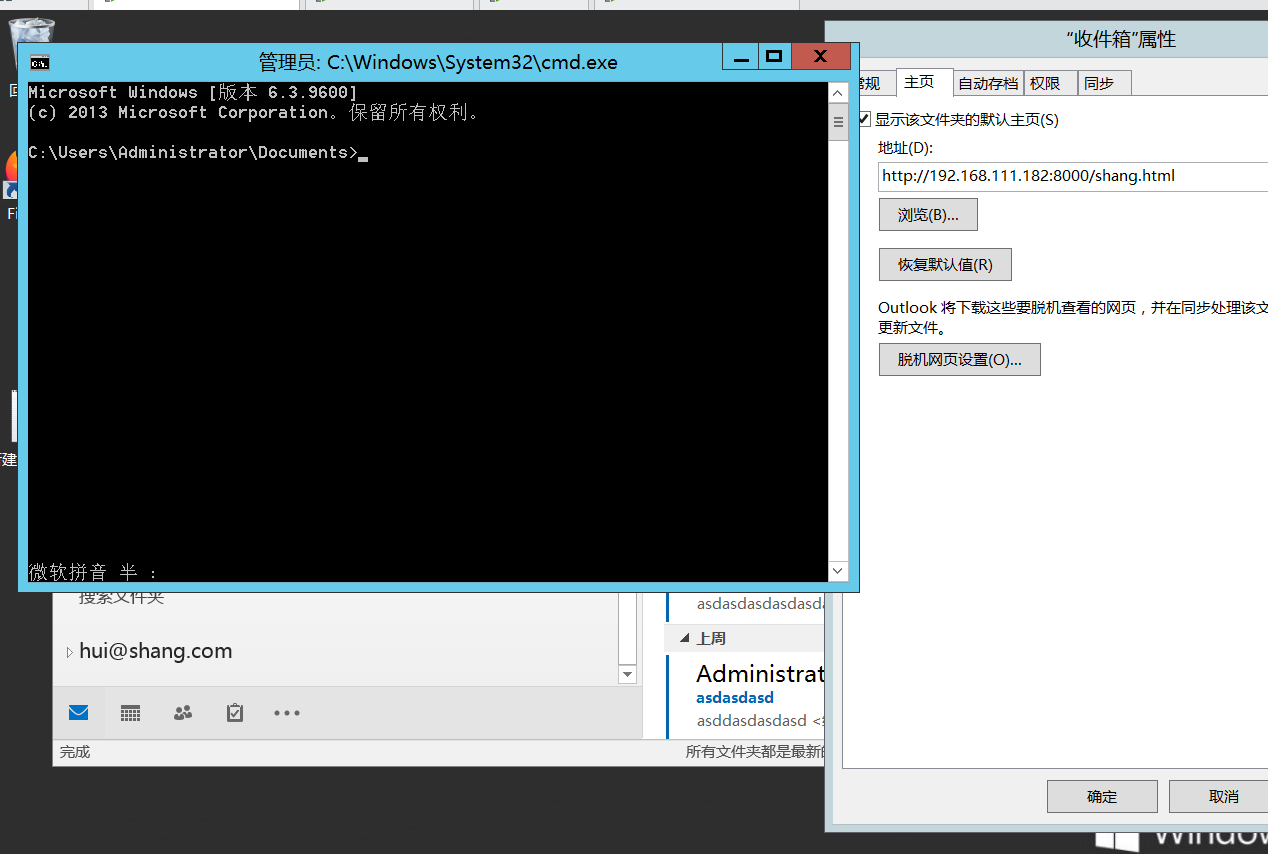 管理员: C:\Windows\System32\cmd.exe
Microsoft Windows [版本 6.3.9600]
(c) 2013 Microsoft Corporation。保留所有权利。
C:\Users\Administrator\Documents>
微软拼音 半 :
“收件箱”属性
常规 主页 自动存档 权限 同步
显示该文件夹的默认主页(S)
地址(D):
http://192.168.111.182:8000/shang.html
浏览(B)...
恢复默认值(R)
Outlook 将下载这些要脱机查看的网页，并在同步处理该文
更新文件。
脱机网页设置(O)...
确定 取消
搜索文件夹
hui@shang.com
完成
asdasdasdasdasda
上周
Administrat
asdasdasd
asddasdasdasd <
所有文件夹都是最新的
Fi
新建
Window